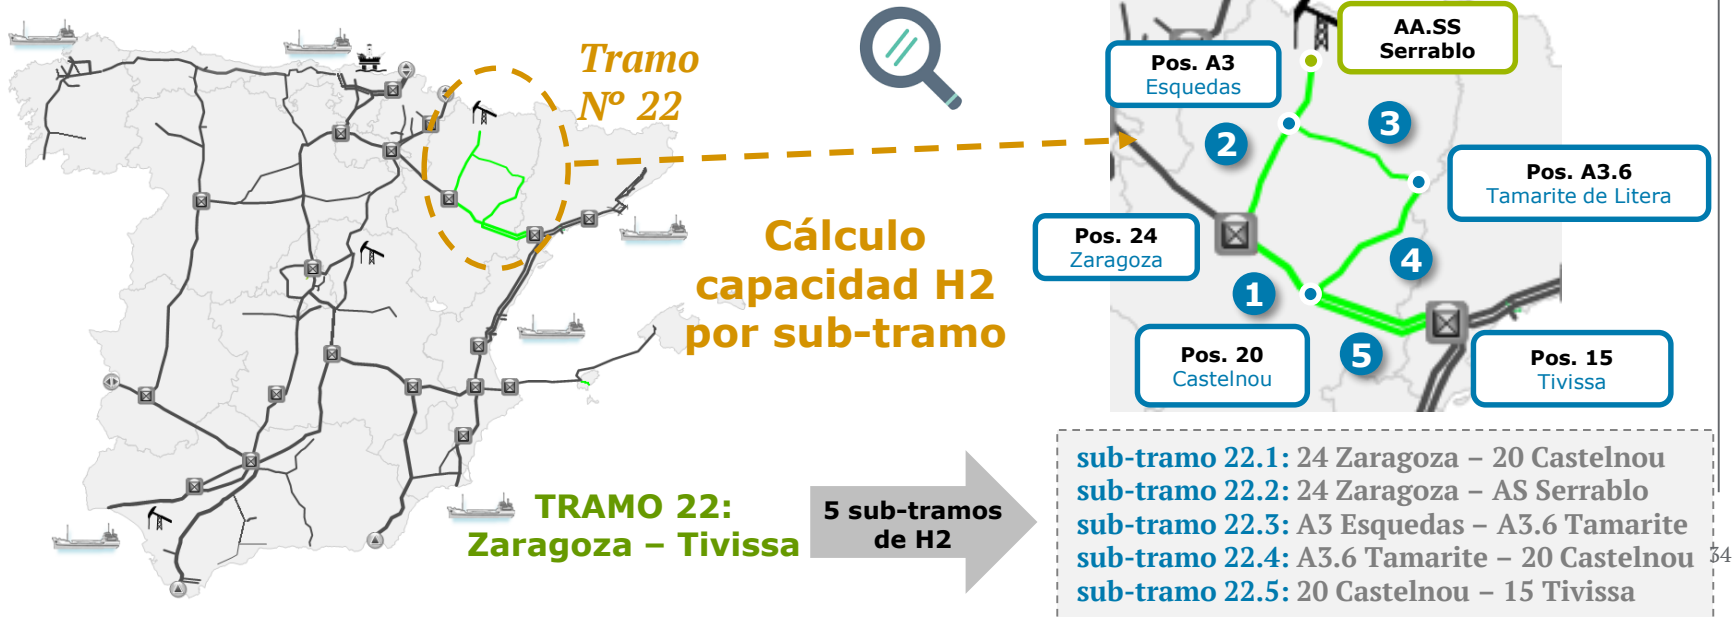 Tramo
Nº 22
Cálculo
capacidad H2
por sub-tramo
AA.SS
Serrablo
Pos. A3
Esquedas
2
3
Pos. A3.6
Tamarite de Litera
Pos. 24
Zaragoza
4
1
Pos. 20
Castelnou
5
Pos. 15
Tivissa
TRAMO 22:
Zaragoza – Tivissa
5 sub-tramos
de H2
sub-tramo 22.1: 24 Zaragoza – 20 Castelnou
sub-tramo 22.2: 24 Zaragoza – AS Serrablo
sub-tramo 22.3: A3 Esquedas – A3.6 Tamarite
sub-tramo 22.4: A3.6 Tamarite – 20 Castelnou
sub-tramo 22.5: 20 Castelnou – 15 Tivissa
34